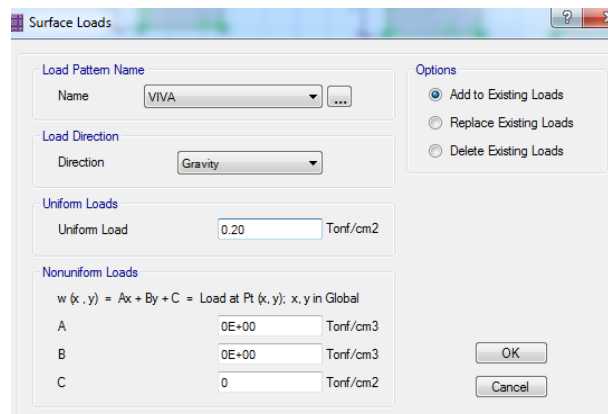 Surface Loads
Load Pattern Name
Name VIVA ...
Load Direction
Direction Gravity
Uniform Loads
Uniform Load 0.20 Tonf/cm2
Nonuniform Loads
w (x , y) = Ax + By + C = Load at Pt (x, y); x, y in Global
A 0E+00 Tonf/cm3
B 0E+00 Tonf/cm3
C 0 Tonf/cm2
Options
Add to Existing Loads
Replace Existing Loads
Delete Existing Loads
OK
Cancel